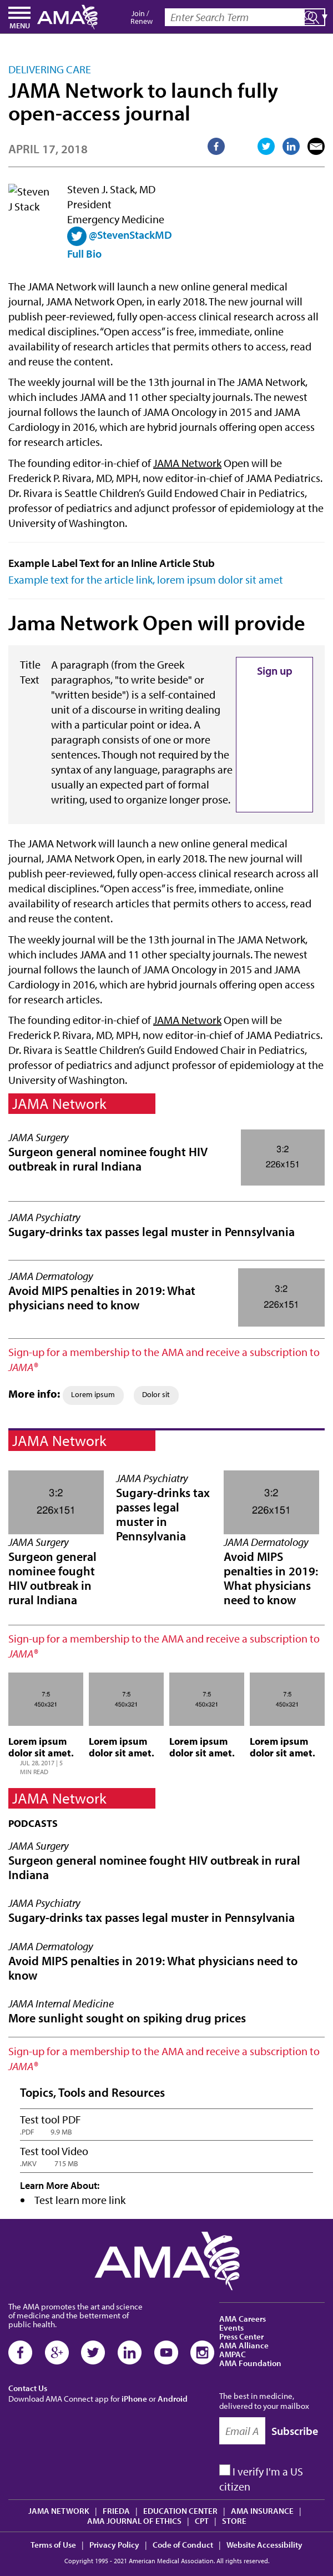 MENU
AMA
Join /
Renew
Enter Search Term
DELIVERING CARE
JAMA Network to launch fully
open-access journal
APRIL 17, 2018
Steven
J Stack
Steven J. Stack, MD
President
Emergency Medicine
@StevenStackMD
Full Bio
The JAMA Network will launch a new online general medical
journal, JAMA Network Open, in early 2018. The new journal will
publish peer-reviewed, fully open-access clinical research across all
medical disciplines. “Open access” is free, immediate, online
availability of research articles that permits others to access, read
and reuse the content.
The weekly journal will be the 13th journal in The JAMA Network,
which includes JAMA and 11 other specialty journals. The newest
journal follows the launch of JAMA Oncology in 2015 and JAMA
Cardiology in 2016, which are hybrid journals offering open access
for research articles.
The founding editor-in-chief of JAMA Network Open will be
Frederick P. Rivara, MD, MPH, now editor-in-chief of JAMA Pediatrics.
Dr. Rivara is Seattle Children’s Guild Endowed Chair in Pediatrics,
professor of pediatrics and adjunct professor of epidemiology at the
University of Washington.
Example Label Text for an Inline Article Stub
Example text for the article link, lorem ipsum dolor sit amet
Jama Network Open will provide
Title
Text
A paragraph (from the Greek
paragraphos, "to write beside" or
"written beside") is a self-contained
unit of a discourse in writing dealing
with a particular point or idea. A
paragraph consists of one or more
sentences. Though not required by the
syntax of any language, paragraphs are
usually an expected part of formal
writing, used to organize longer prose.
Sign up
The JAMA Network will launch a new online general medical
journal, JAMA Network Open, in early 2018. The new journal will
publish peer-reviewed, fully open-access clinical research across all
medical disciplines. “Open access” is free, immediate, online
availability of research articles that permits others to access, read
and reuse the content.
The weekly journal will be the 13th journal in The JAMA Network,
which includes JAMA and 11 other specialty journals. The newest
journal follows the launch of JAMA Oncology in 2015 and JAMA
Cardiology in 2016, which are hybrid journals offering open access
for research articles.
The founding editor-in-chief of JAMA Network Open will be
Frederick P. Rivara, MD, MPH, now editor-in-chief of JAMA Pediatrics.
Dr. Rivara is Seattle Children’s Guild Endowed Chair in Pediatrics,
professor of pediatrics and adjunct professor of epidemiology at the
University of Washington.
JAMA Network
JAMA Surgery
Surgeon general nominee fought HIV
outbreak in rural Indiana
3:2
226x151
JAMA Psychiatry
Sugary-drinks tax passes legal muster in Pennsylvania
JAMA Dermatology
Avoid MIPS penalties in 2019: What
physicians need to know
3:2
226x151
Sign-up for a membership to the AMA and receive a subscription to
JAMA®
More info: Lorem ipsum Dolor sit
JAMA Network
3:2
226x151
JAMA Surgery
Surgeon general
nominee fought
HIV outbreak in
rural Indiana
JAMA Psychiatry
Sugary-drinks tax
passes legal
muster in
Pennsylvania
3:2
226x151
JAMA Dermatology
Avoid MIPS
penalties in 2019:
What physicians
need to know
Sign-up for a membership to the AMA and receive a subscription to
JAMA®
7:5
450x321
Lorem ipsum
dolor sit amet.
JUL 28, 2017 | 5
MIN READ
7:5
450x321
Lorem ipsum
dolor sit amet.
7:5
450x321
Lorem ipsum
dolor sit amet.
7:5
450x321
Lorem ipsum
dolor sit amet.
JAMA Network
PODCASTS
JAMA Surgery
Surgeon general nominee fought HIV outbreak in rural
Indiana
JAMA Psychiatry
Sugary-drinks tax passes legal muster in Pennsylvania
JAMA Dermatology
Avoid MIPS penalties in 2019: What physicians need to
know
JAMA Internal Medicine
More sunlight sought on spiking drug prices
Sign-up for a membership to the AMA and receive a subscription to
JAMA®
Topics, Tools and Resources
Test tool PDF
.PDF 9.9 MB
Test tool Video
.MKV 715 MB
Learn More About:
Test learn more link
AMA
The AMA promotes the art and science
of medicine and the betterment of
public health.
Contact Us
Download AMA Connect app for iPhone or Android
AMA Careers
Events
Press Center
AMA Alliance
AMPAC
AMA Foundation
The best in medicine,
delivered to your mailbox
Email A
Subscribe
I verify I'm a US
citizen
JAMA NETWORK | FRIEDA | EDUCATION CENTER | AMA INSURANCE |
AMA JOURNAL OF ETHICS | CPT | STORE
Terms of Use | Privacy Policy | Code of Conduct | Website Accessibility
Copyright 1995 - 2021 American Medical Association. All rights reserved.